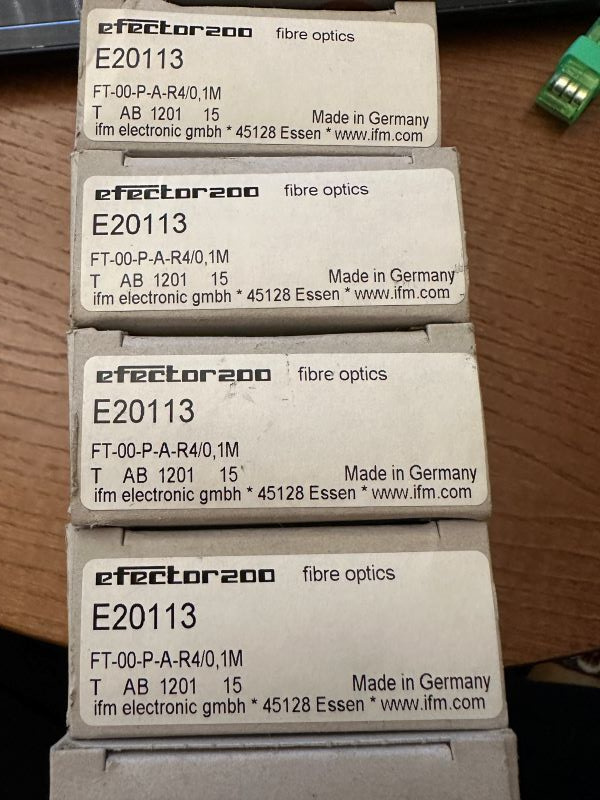 efector200 fibre optics
E20113
FT-00-P-A-R4/0,1M
T AB 1201 15 Made in Germany
ifm electronic gmbh * 45128 Essen * www.ifm.com
efector200 fibre optics
E20113
FT-00-P-A-R4/0,1M
T AB 1201 15 Made in Germany
ifm electronic gmbh * 45128 Essen * www.ifm.com
efector200 fibre optics
E20113
FT-00-P-A-R4/0,1M
T AB 1201 15 Made in Germany
ifm electronic gmbh * 45128 Essen * www.ifm.com
efector200 fibre optics
E20113
FT-00-P-A-R4/0,1M
T AB 1201 15 Made in Germany
ifm electronic gmbh * 45128 Essen * www.ifm.com